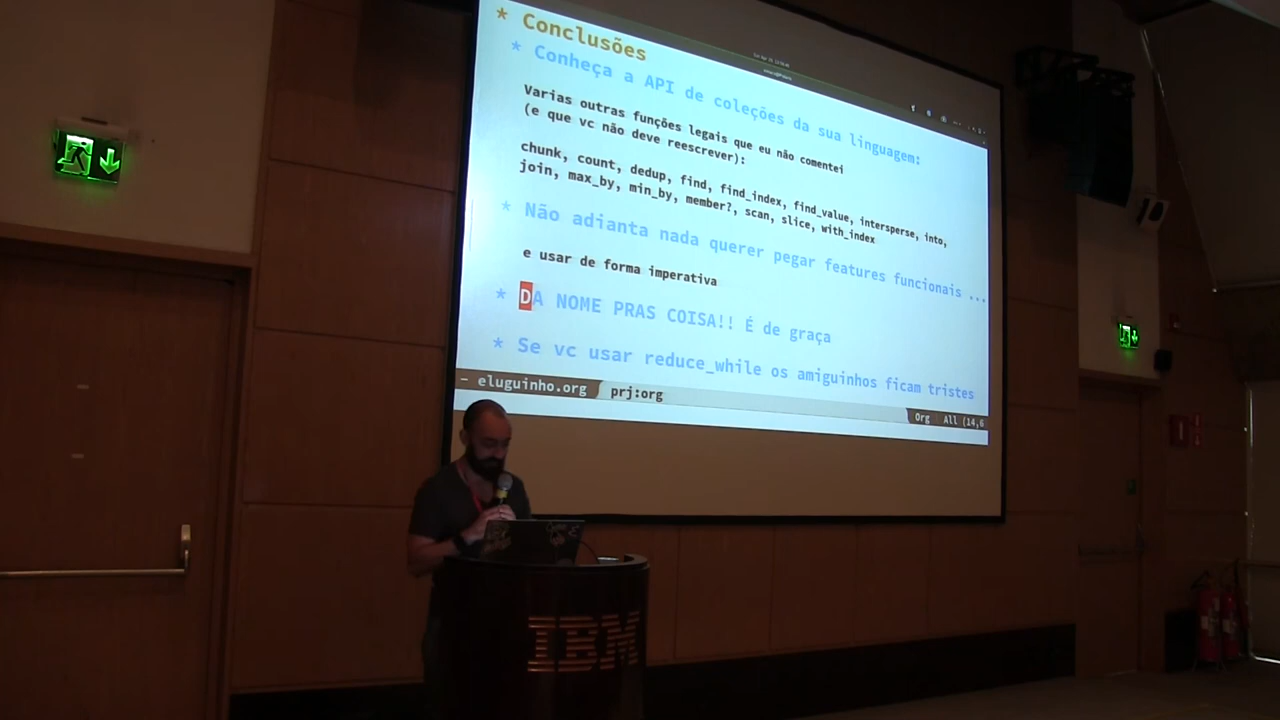 * Conclusões
* Conheça a API de coleções da sua linguagem:
Varias outras funções legais que eu não comentei
(e que vc não deve reescrever):
chunk, count, dedup, find, find_index, find_value, intersperse, into,
join, max_by, min_by, member?, scan, slice, with_index
* Não adianta nada querer pegar features funcionais ...
e usar de forma imperativa
* DA NOME PRAS COISA!! É de graça
* Se vc usar reduce_while os amiguinhos ficam tristes
- eluguinho.org prj:org
Org All (14,6
IBM